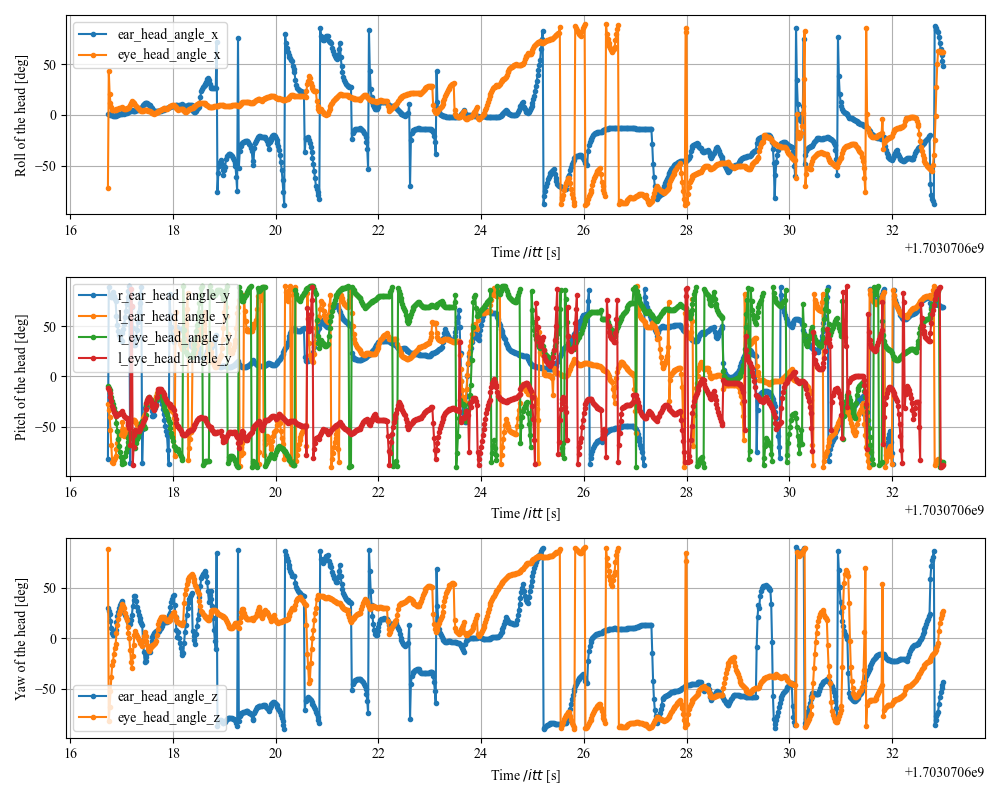 ear_head_angle_x
eye_head_angle_x
50
0
−50
Roll of the head [deg]
16 18 20 22 24 26 28 30 32
Time /itt [s]
+1.7030706e9
r_ear_head_angle_y
l_ear_head_angle_y
r_eye_head_angle_y
l_eye_head_angle_y
50
0
−50
Pitch of the head [deg]
16 18 20 22 24 26 28 30 32
Time /itt [s]
+1.7030706e9
50
0
−50
Yaw of the head [deg]
ear_head_angle_z
eye_head_angle_z
16 18 20 22 24 26 28 30 32
Time /itt [s]
+1.7030706e9